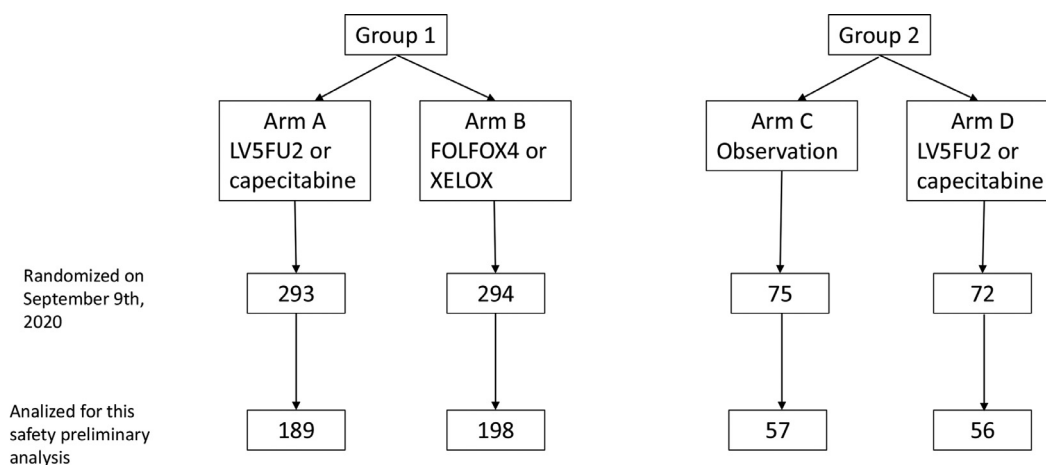 Group 1
Group 2
Arm A
LV5FU2 or
capecitabine
Arm B
FOLFOX4 or
XELOX
Arm C
Observation
Arm D
LV5FU2 or
capecitabine
Randomized on
September 9th,
2020
293
294
75
72
Analized for this
safety preliminary
analysis
189
198
57
56